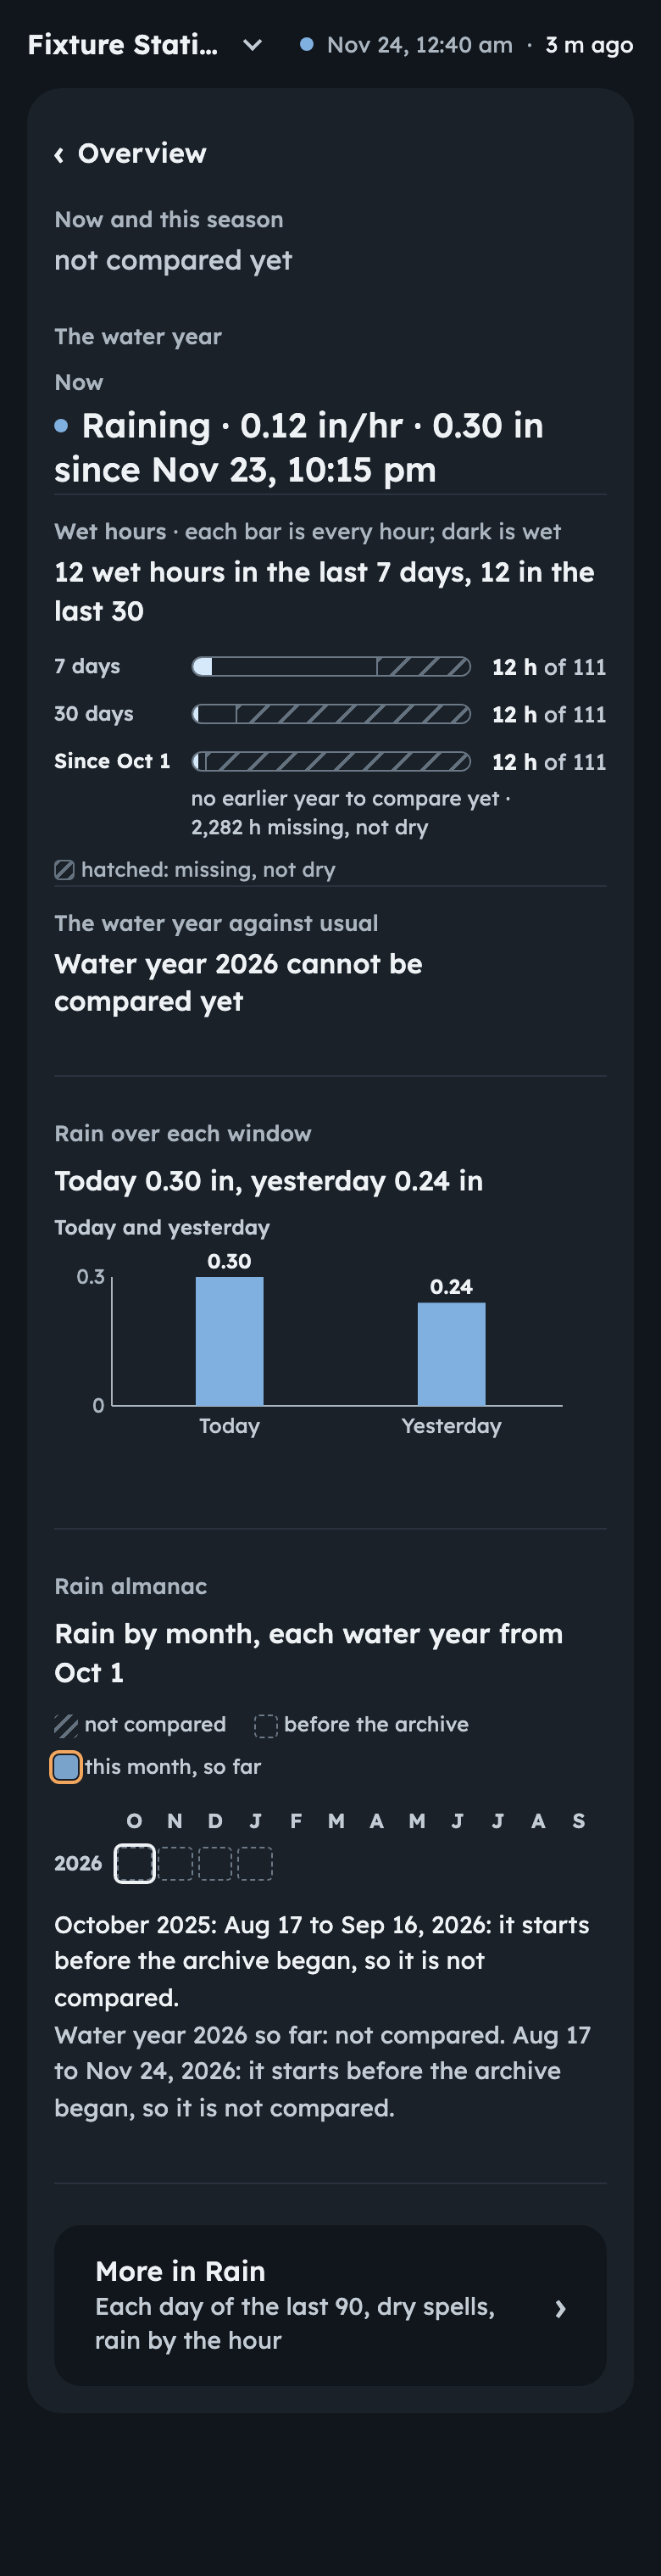 Fixture Stati...
Nov 24, 12:40 am · 3 m ago
‹ Overview
Now and this season
not compared yet
The water year
Now
Raining · 0.12 in/hr · 0.30 in
since Nov 23, 10:15 pm
Wet hours · each bar is every hour; dark is wet
12 wet hours in the last 7 days, 12 in the
last 30
7 days 12 h of 111
30 days 12 h of 111
Since Oct 1 12 h of 111
no earlier year to compare yet ·
2,282 h missing, not dry
hatched: missing, not dry
The water year against usual
Water year 2026 cannot be
compared yet
Rain over each window
Today 0.30 in, yesterday 0.24 in
Today and yesterday
0.30
0.3
0.24
0
Today Yesterday
Rain almanac
Rain by month, each water year from
Oct 1
not compared before the archive
this month, so far
O N D J F M A M J J A S
2026
October 2025: Aug 17 to Sep 16, 2026: it starts
before the archive began, so it is not
compared.
Water year 2026 so far: not compared. Aug 17
to Nov 24, 2026: it starts before the archive
began, so it is not compared.
More in Rain
Each day of the last 90, dry spells,
rain by the hour
›